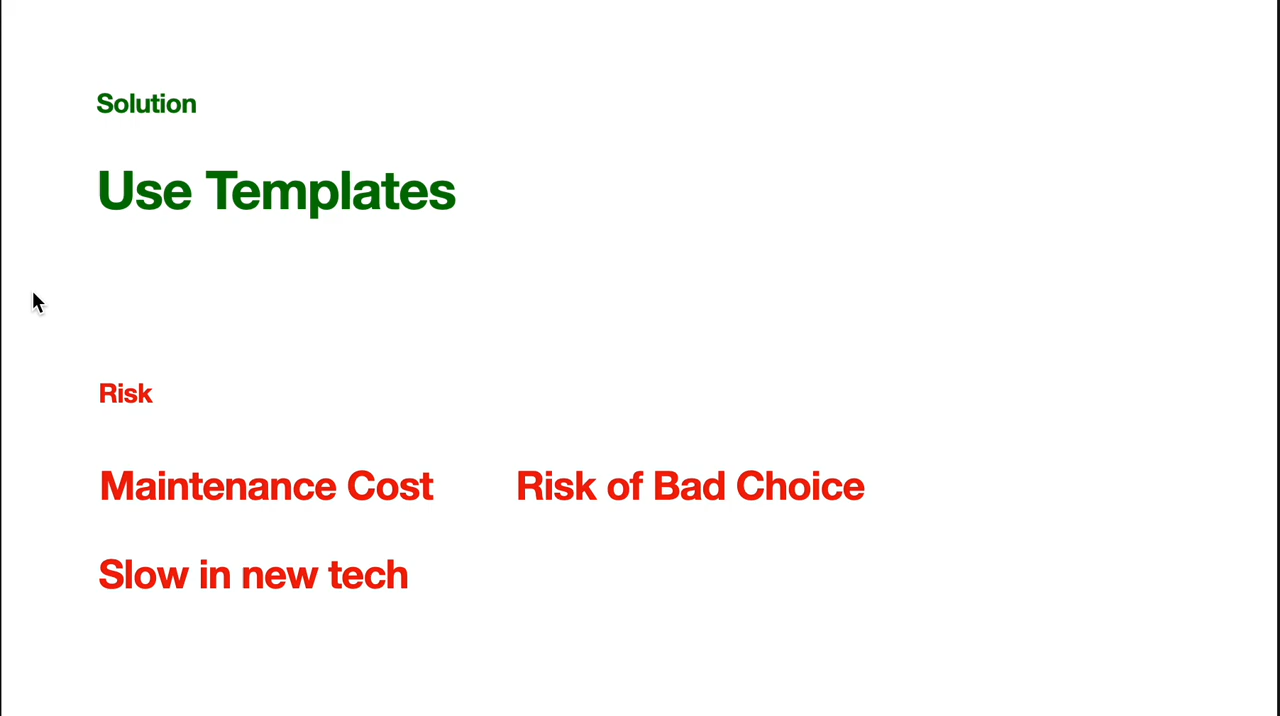 Solution
Use Templates
Risk
Maintenance Cost
Risk of Bad Choice
Slow in new tech